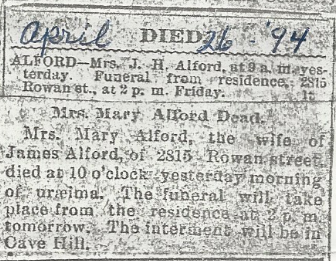 April DIED 26 '94
ALFORD—Mrs. J. H. Alford, at 9 a. m. yes-
terday. Funeral from residence, 2815
Rowan st., at 2 p. m. Friday. 1t
Mrs. Mary Alford Dead.
Mrs. Mary Alford, the wife of
James Alford, of 2815 Rowan street,
died at 10 o'clock yesterday morning
of uræima. The funeral will take
place from the residence at 2 p. m.
tomorrow. The interment will be in
Cave Hill.